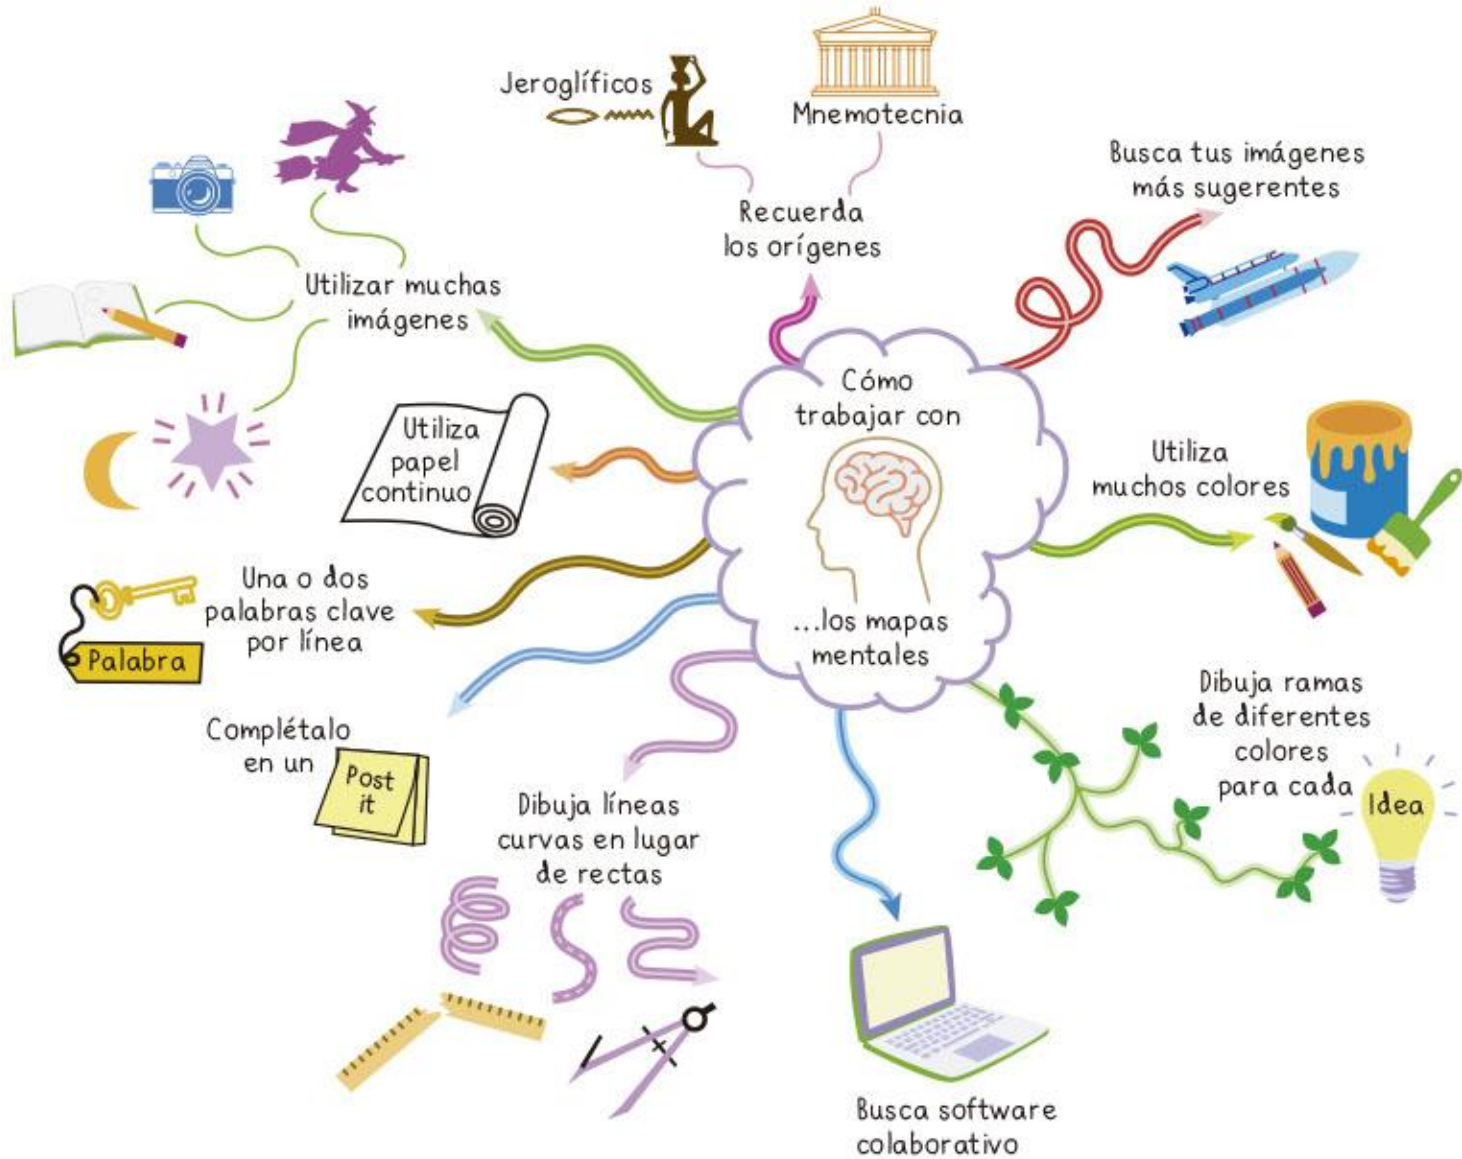 Cómo
trabajar con
...los mapas
mentales
Recuerda
los orígenes
Jeroglíficos
Mnemotecnia
Busca tus imágenes
más sugerentes
Utiliza
muchos colores
Dibuja ramas
de diferentes
colores
para cada
Idea
Busca software
colaborativo
Dibuja líneas
curvas en lugar
de rectas
Complétalo
en un
Post
it
Una o dos
palabras clave
por línea
Palabra
Utiliza
papel
continuo
Utilizar muchas
imágenes